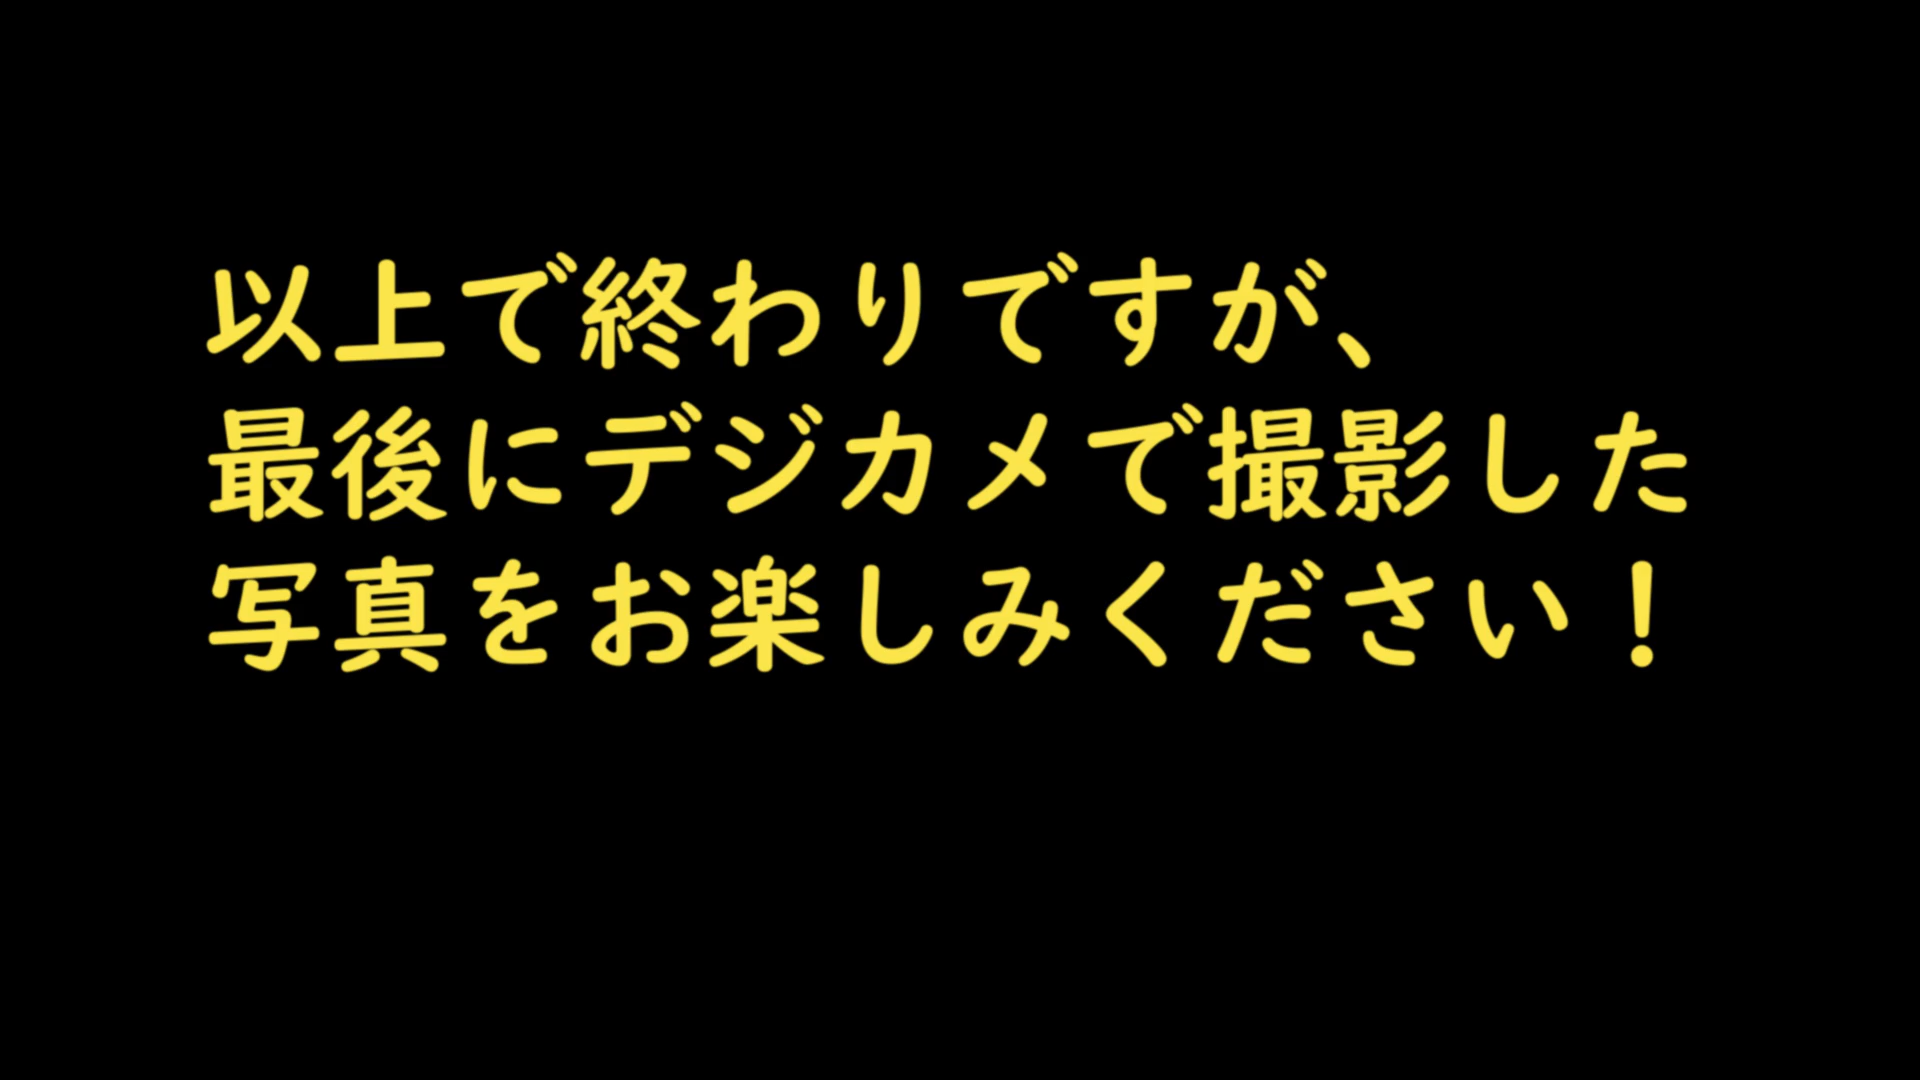 以上で終わりですが、
最後にデジカメで撮影した
写真をお楽しみください！